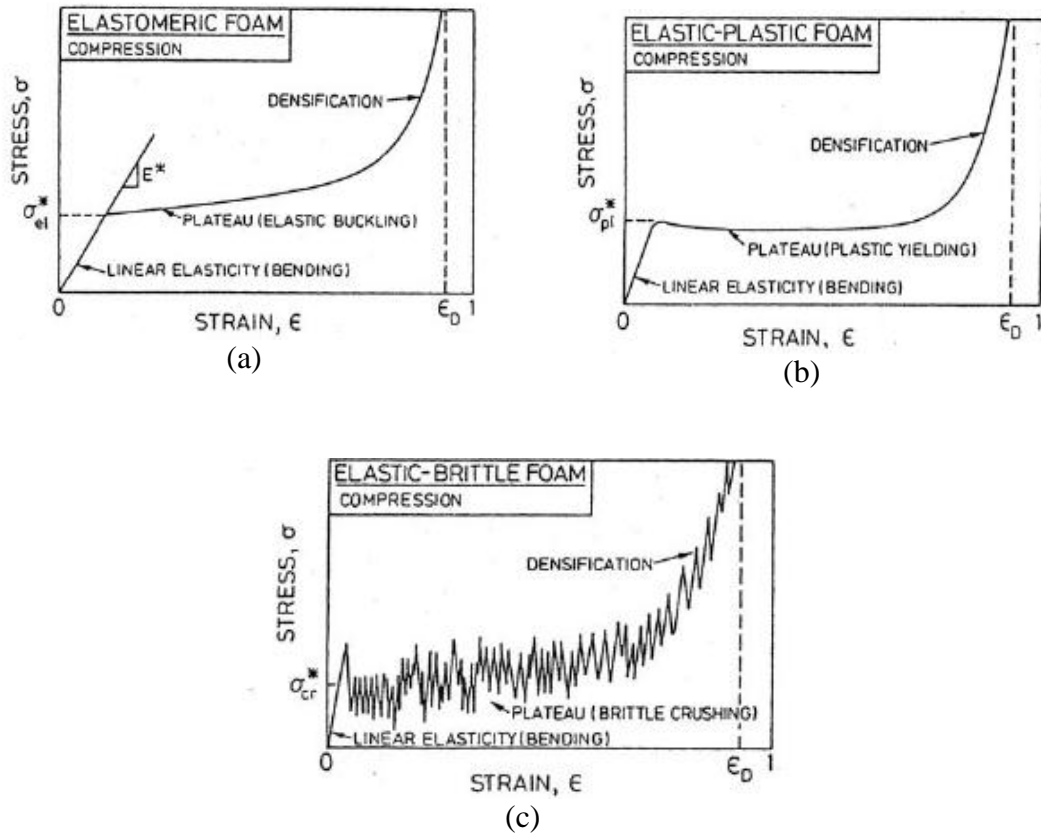 ELASTOMERIC FOAM
COMPRESSION
DENSIFICATION
E*
σ*el
PLATEAU (ELASTIC BUCKLING)
LINEAR ELASTICITY (BENDING)
STRESS, σ
0
ϵD
1
STRAIN, ϵ
(a)
ELASTIC-PLASTIC FOAM
COMPRESSION
DENSIFICATION
σ*pl
PLATEAU (PLASTIC YIELDING)
LINEAR ELASTICITY (BENDING)
STRESS, σ
0
ϵD
1
STRAIN, ϵ
(b)
ELASTIC-BRITTLE FOAM
COMPRESSION
DENSIFICATION
σ*cr
PLATEAU (BRITTLE CRUSHING)
LINEAR ELASTICITY (BENDING)
STRESS, σ
0
ϵD
1
STRAIN, ϵ
(c)